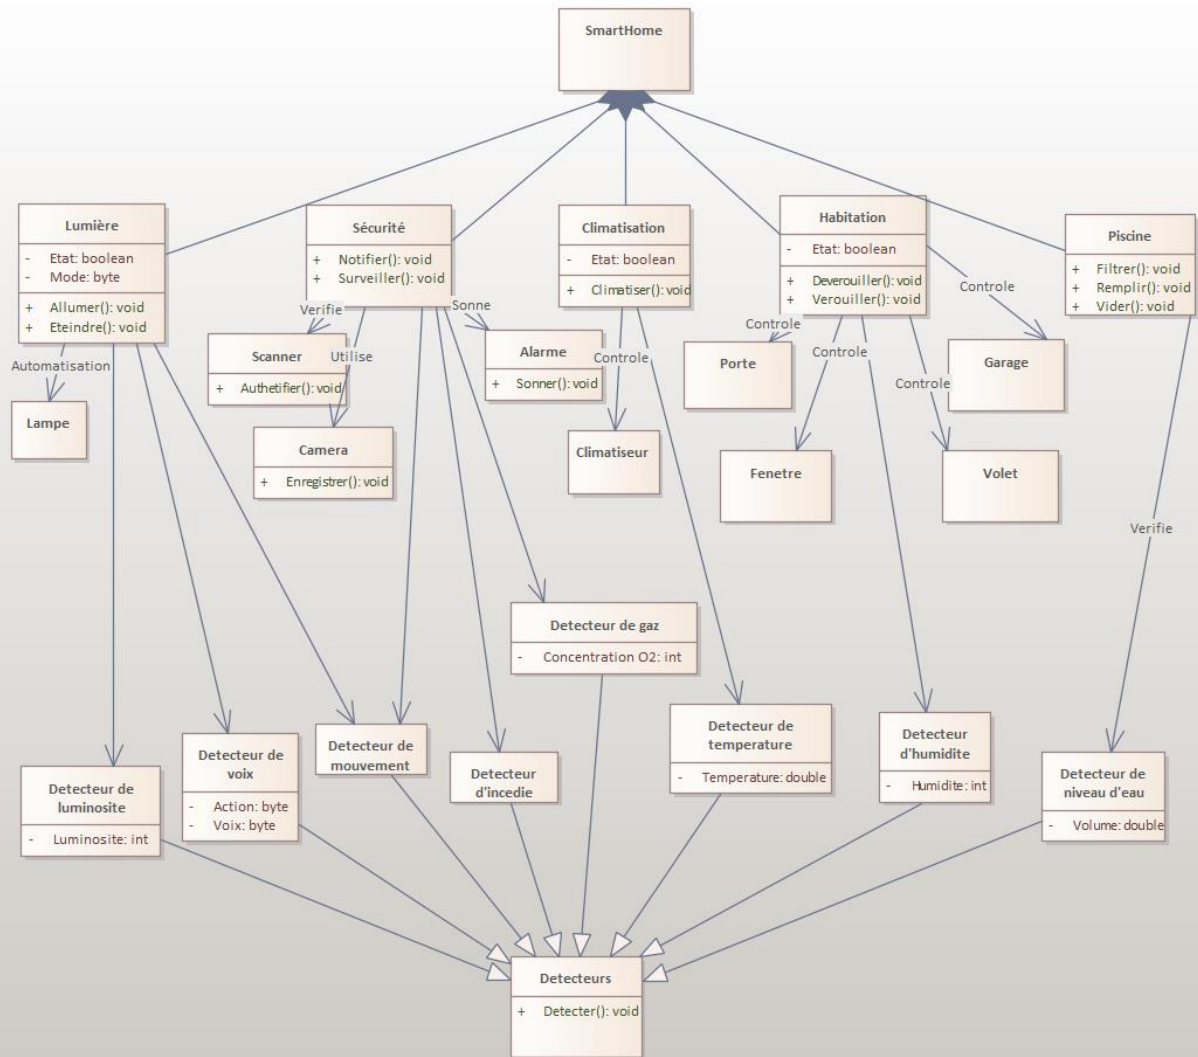 SmartHome
Lumière
- Etat: boolean
- Mode: byte
+ Allumer(): void
+ Eteindre(): void
Sécurité
+ Notifier(): void
+ Surveiller(): void
Climatisation
- Etat: boolean
+ Climatiser(): void
Habitation
- Etat: boolean
+ Deverouiller(): void
+ Verouiller(): void
Piscine
+ Filtrer(): void
+ Remplir(): void
+ Vider(): void
Automatisation
Verifie
Utilise
Sonne
Controle
Controle
Controle
Controle
Controle
Verifie
Lampe
Scanner
+ Authetifier(): void
Camera
+ Enregistrer(): void
Alarme
+ Sonner(): void
Climatiseur
Porte
Fenetre
Volet
Garage
Detecteur de gaz
- Concentration O2: int
Detecteur de
luminosite
- Luminosite: int
Detecteur de
voix
- Action: byte
- Voix: byte
Detecteur de
mouvement
Detecteur
d'incedie
Detecteur de
temperature
- Temperature: double
Detecteur
d'humidite
- Humidite: int
Detecteur de
niveau d'eau
- Volume: double
Detecteurs
+ Detecter(): void